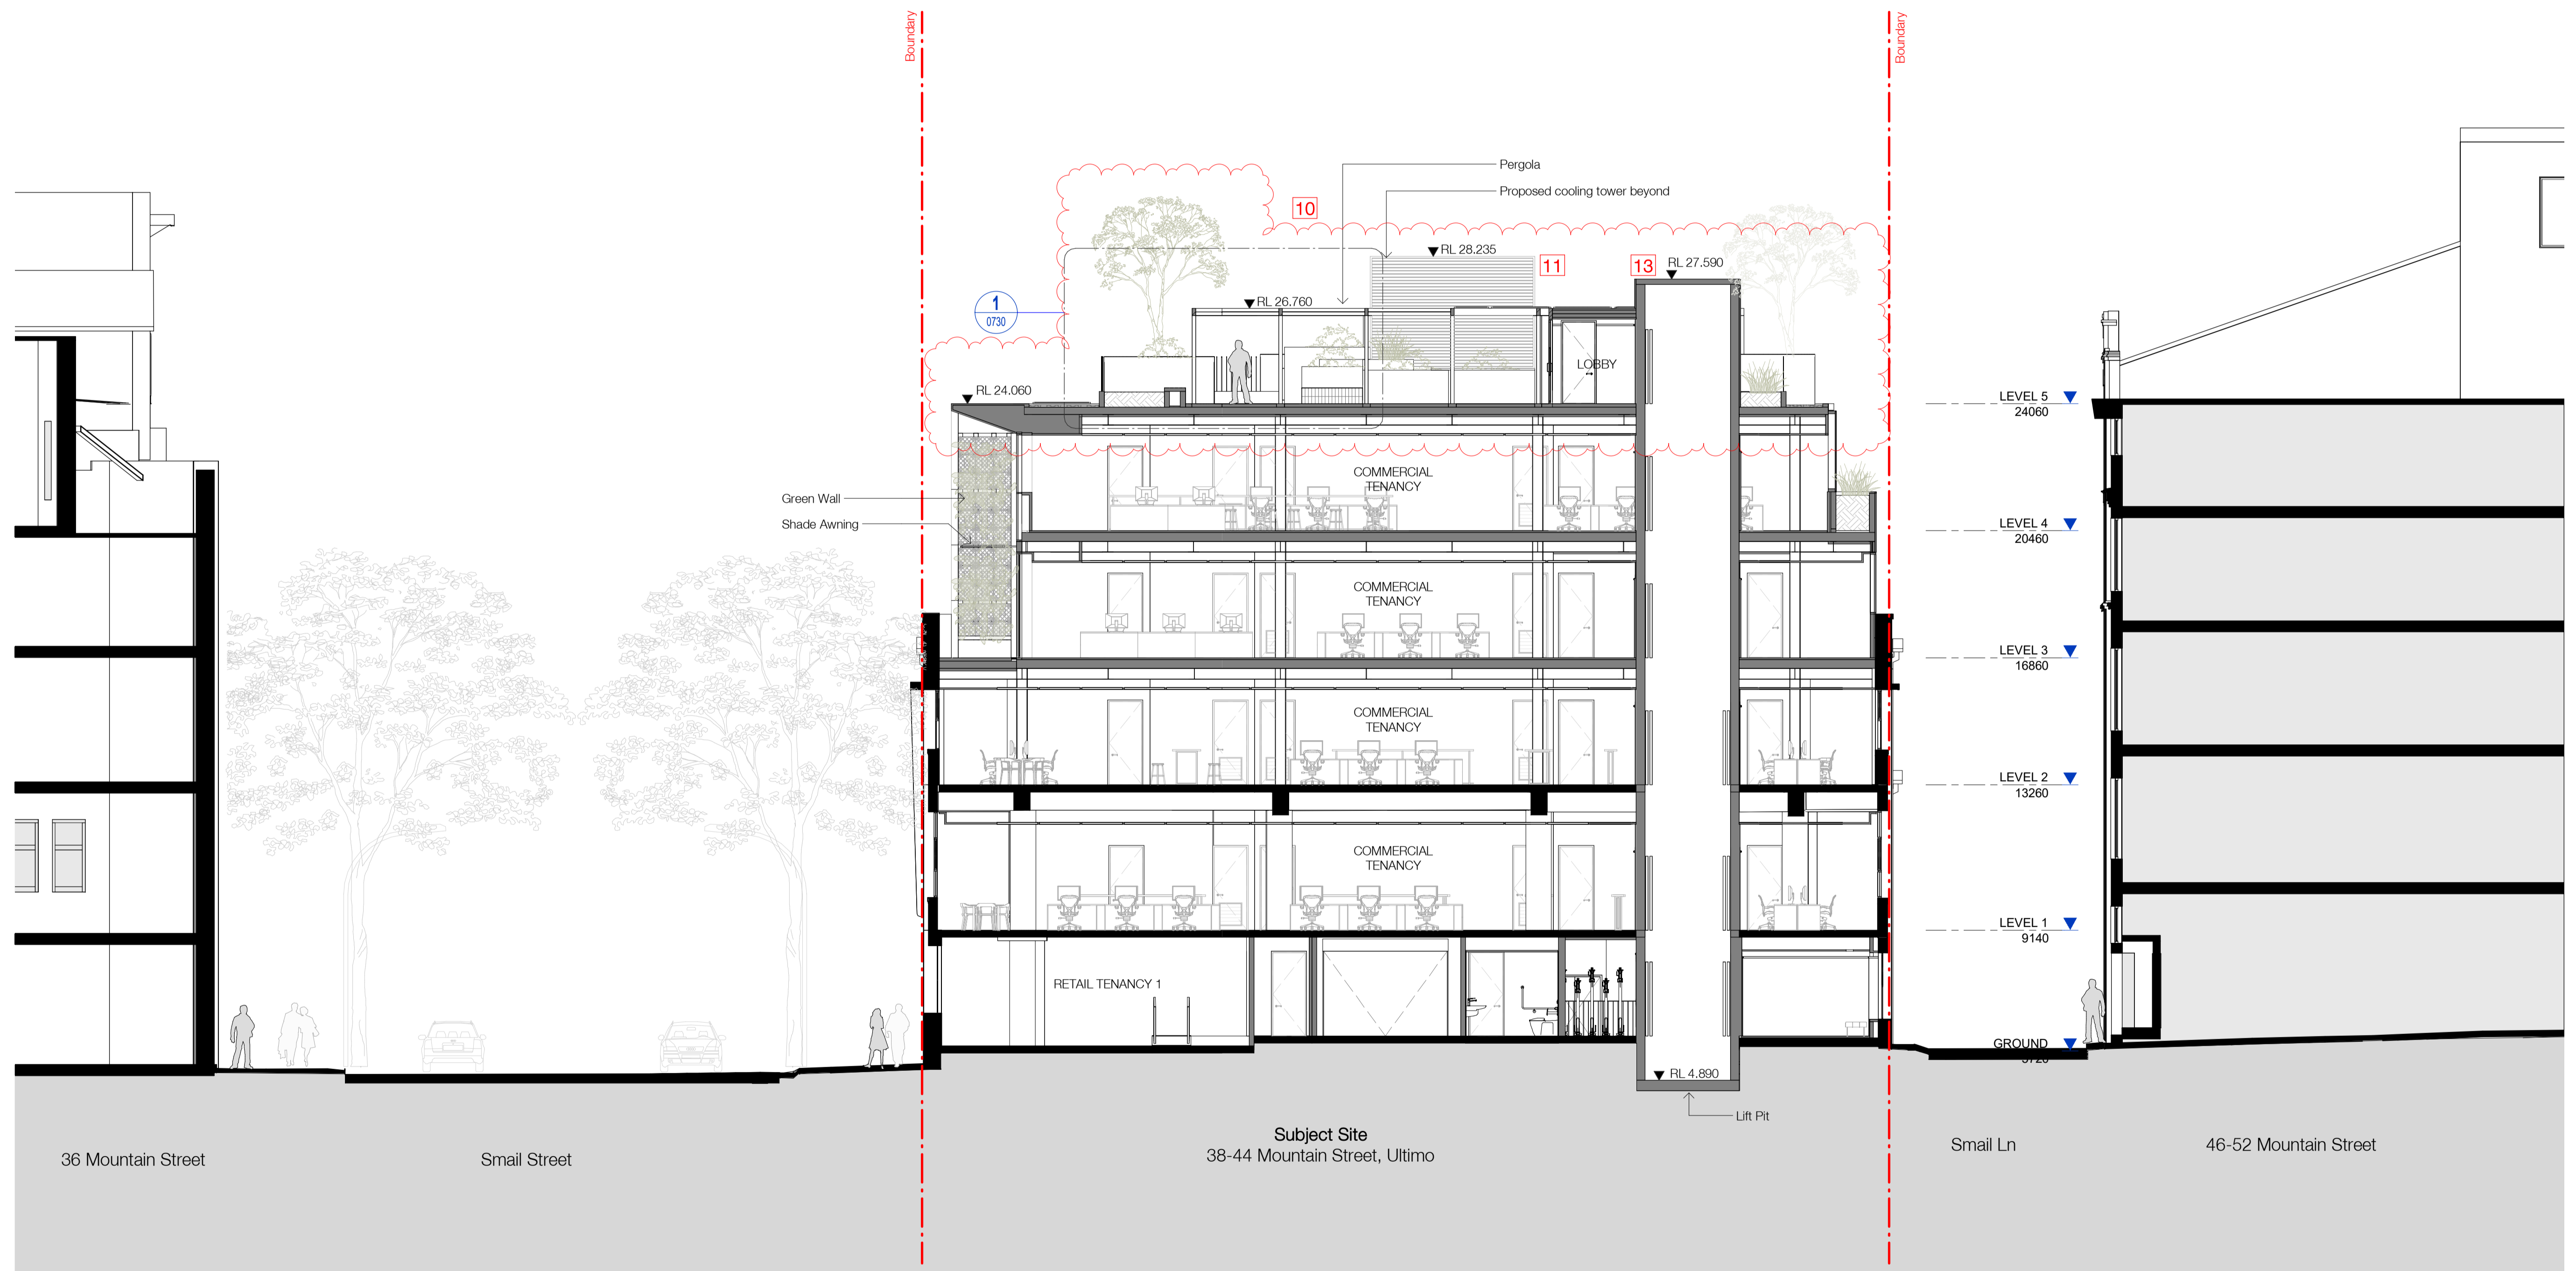 Boundary
Boundary
Pergola
Proposed cooling tower beyond
10
RL 28.235
11
13
RL 27.590
1
0730
RL 26.760
LOBBY
RL 24.060
LEVEL 5
24060
COMMERCIAL
TENANCY
Green Wall
Shade Awning
LEVEL 4
20460
COMMERCIAL
TENANCY
LEVEL 3
16860
COMMERCIAL
TENANCY
LEVEL 2
13260
COMMERCIAL
TENANCY
LEVEL 1
9140
RETAIL TENANCY 1
GROUND
RL 4.890
Lift Pit
Subject Site
38-44 Mountain Street, Ultimo
36 Mountain Street
Smail Street
Smail Ln
46-52 Mountain Street